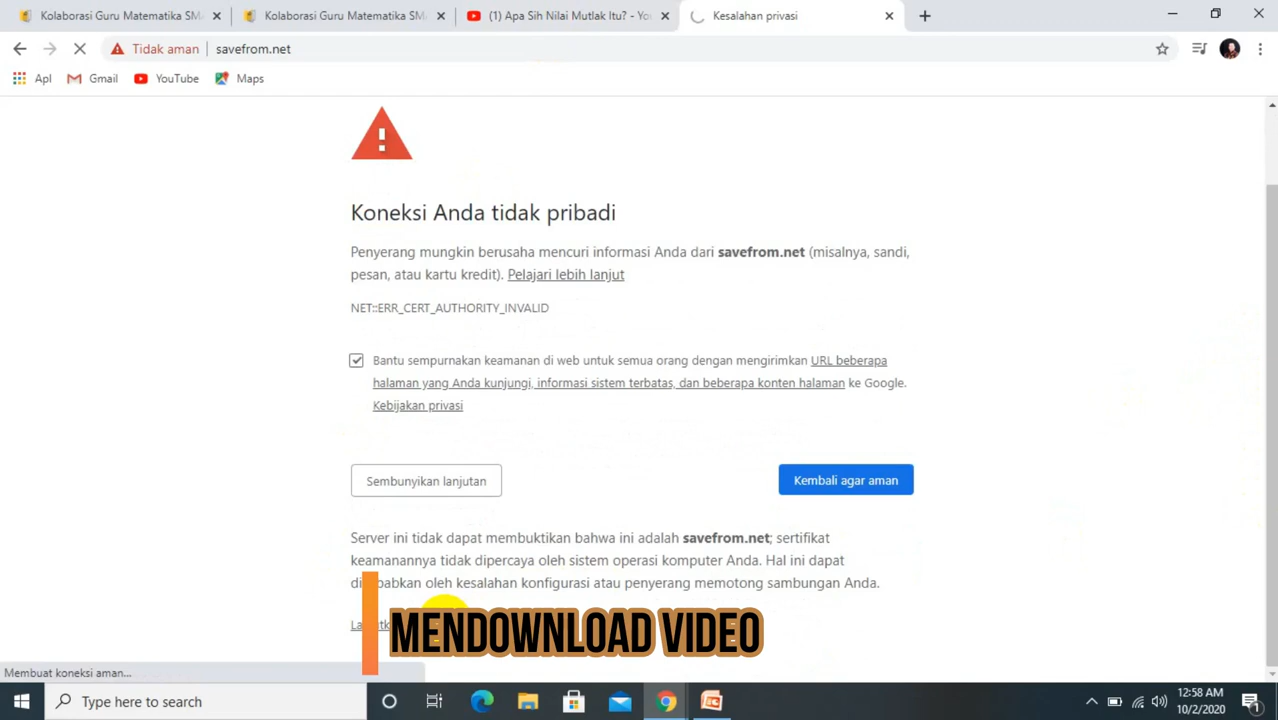 Kolaborasi Guru Matematika SMA
Kolaborasi Guru Matematika SMA
(1) Apa Sih Nilai Mutlak Itu? - You
Kesalahan privasi
Tidak aman
savefrom.net
Apl
Gmail
YouTube
Maps
Koneksi Anda tidak pribadi
Penyerang mungkin berusaha mencuri informasi Anda dari savefrom.net (misalnya, sandi,
pesan, atau kartu kredit). Pelajari lebih lanjut
NET::ERR_CERT_AUTHORITY_INVALID
Bantu sempurnakan keamanan di web untuk semua orang dengan mengirimkan URL beberapa
halaman yang Anda kunjungi, informasi sistem terbatas, dan beberapa konten halaman ke Google.
Kebijakan privasi
Sembunyikan lanjutan
Kembali agar aman
Server ini tidak dapat membuktikan bahwa ini adalah savefrom.net; sertifikat
keamanannya tidak dipercaya oleh sistem operasi komputer Anda. Hal ini dapat
disebabkan oleh kesalahan konfigurasi atau penyerang memotong sambungan Anda.
MENDOWNLOAD VIDEO
Membuat koneksi aman...
Type here to search
12:58 AM
10/2/2020
1